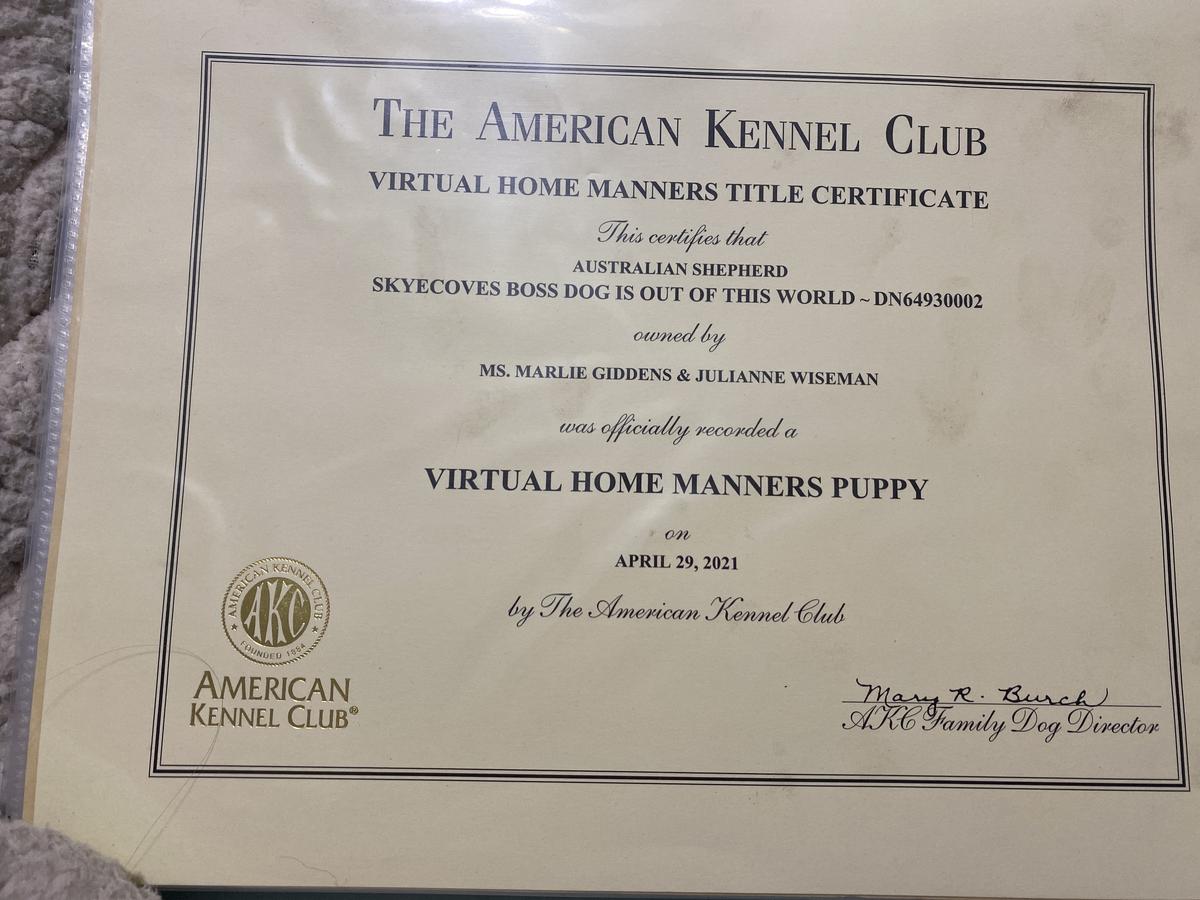 THE AMERICAN KENNEL CLUB
VIRTUAL HOME MANNERS TITLE CERTIFICATE
This certifies that
AUSTRALIAN SHEPHERD
SKYECOVES BOSS DOG IS OUT OF THIS WORLD ~ DN64930002
owned by
MS. MARLIE GIDDENS & JULIANNE WISEMAN
was officially recorded a
VIRTUAL HOME MANNERS PUPPY
on
APRIL 29, 2021
by The American Kennel Club
AMERICAN KENNEL CLUB
AKC
FOUNDED 1884
AMERICAN
KENNEL CLUB®
Mary R. Burch
AKC Family Dog Director